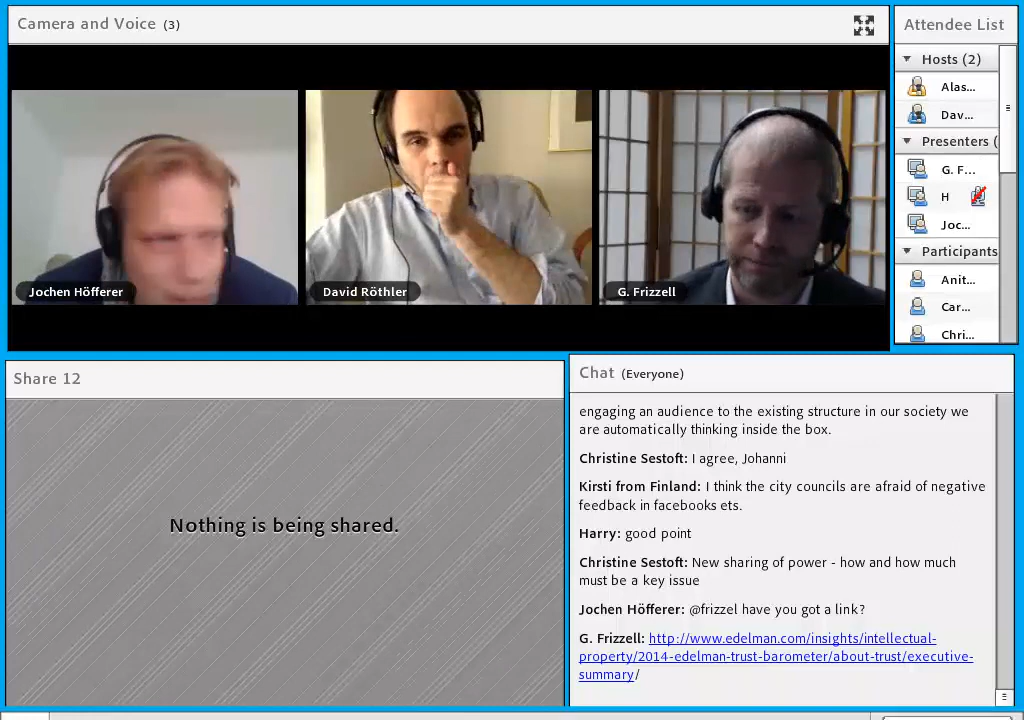 Camera and Voice (3)
Jochen Höfferer
David Röthler
G. Frizzell
Attendee List
Hosts (2)
Alas...
Dav...
Presenters (
G. F...
H
Joc...
Participants
Anit...
Car...
Chri...
Share 12
Nothing is being shared.
Chat (Everyone)
engaging an audience to the existing structure in our society we
are automatically thinking inside the box.
Christine Sestoft: I agree, Johanni
Kirsti from Finland: I think the city councils are afraid of negative
feedback in facebooks ets.
Harry: good point
Christine Sestoft: New sharing of power - how and how much
must be a key issue
Jochen Höfferer: @frizzel have you got a link?
G. Frizzell: http://www.edelman.com/insights/intellectual-
property/2014-edelman-trust-barometer/about-trust/executive-
summary/